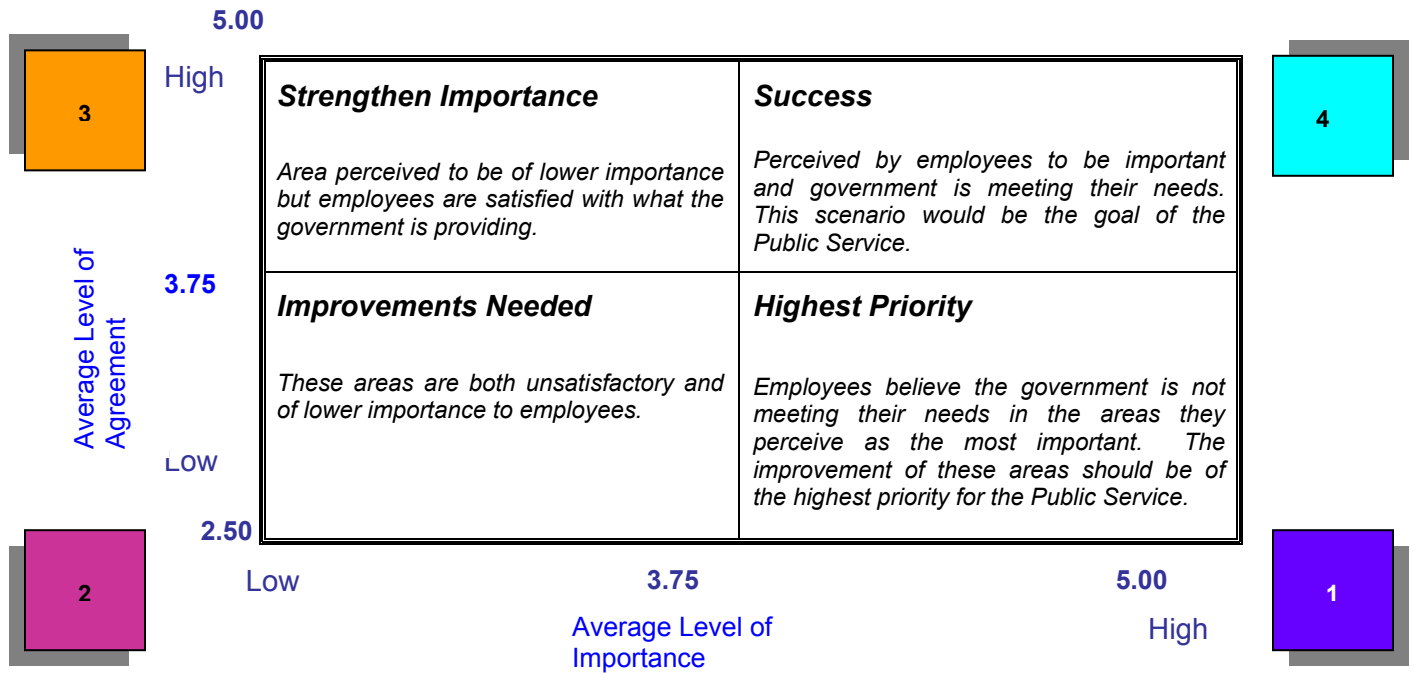 5.00
High
3
4
Strengthen Importance
Area perceived to be of lower importance
but employees are satisfied with what the
government is providing.
Success
Perceived by employees to be important
and government is meeting their needs.
This scenario would be the goal of the
Public Service.
Average Level of
Agreement
3.75
Improvements Needed
These areas are both unsatisfactory and
of lower importance to employees.
Highest Priority
Employees believe the government is not
meeting their needs in the areas they
perceive as the most important. The
improvement of these areas should be of
the highest priority for the Public Service.
Low
2.50
2
1
Low
3.75
5.00
Average Level of
Importance
High